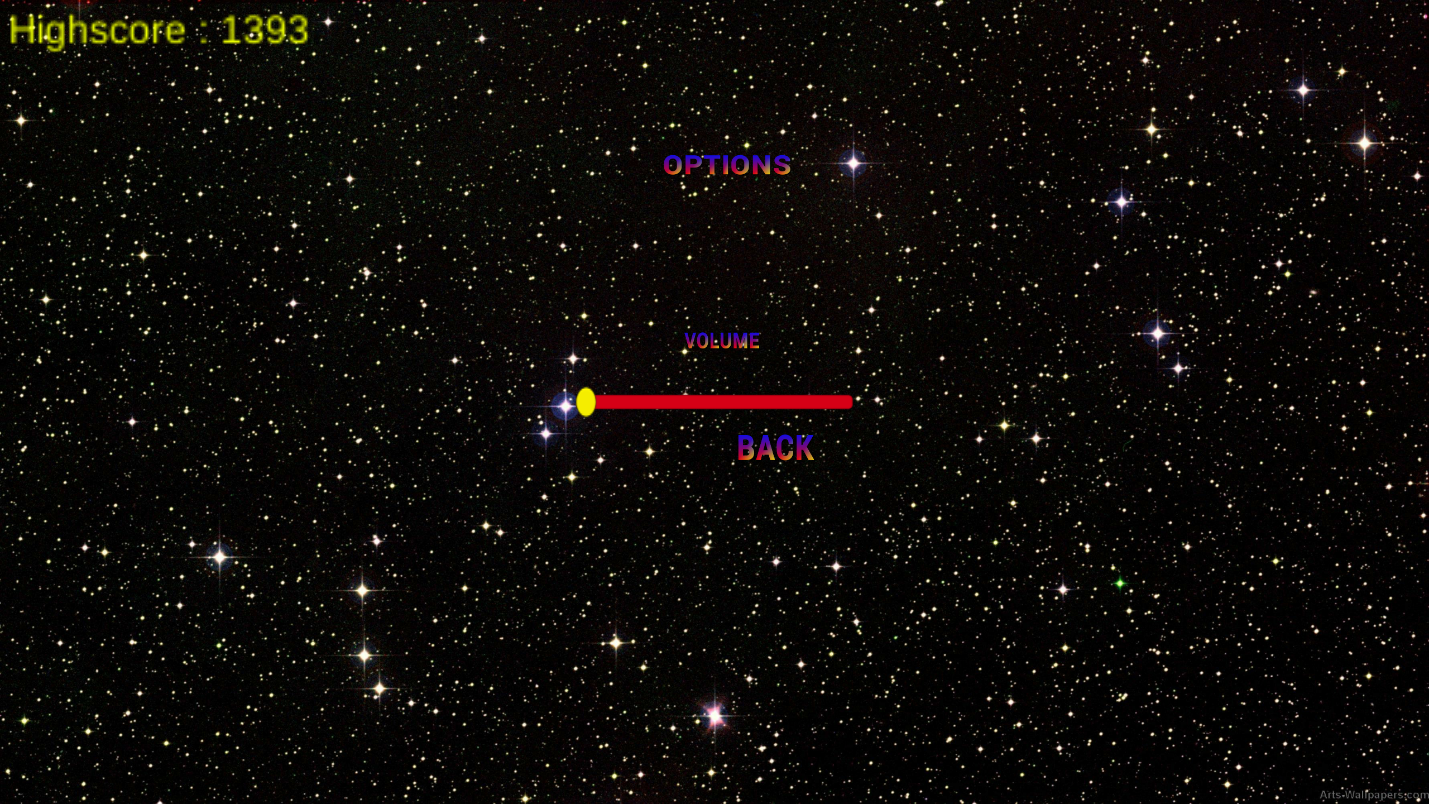 Highscore : 1393
OPTIONS
VOLUME
BACK
Arts-Wallpapers.com